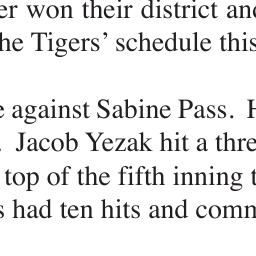 er won their district and
he Tigers’ schedule this
e against Sabine Pass. H
. Jacob Yezak hit a thre
top of the fifth inning t
s had ten hits and comm